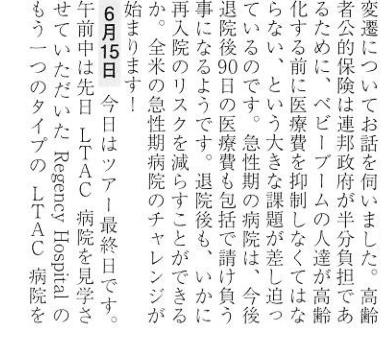 変遷についてお話を伺いました。高齢
者公的保険は連邦政府が半分負担であ
るために、ベビーブームの人達が高齢
化する前に医療費を抑制しなくてはな
らない、という大きな課題が差し迫っ
ているのです。急性期の病院は、今後
退院後90日の医療費も包括で請け負う
事になるようです。退院後も、いかに
再入院のリスクを減らすことができる
か。全米の急性期病院のチャレンジが
始まります！
6月15日 今日はツアー最終日です。
午前中は先日 LTAC 病院を見学さ
せていただいた Regency Hospital の
もう一つのタイプの LTAC 病院を